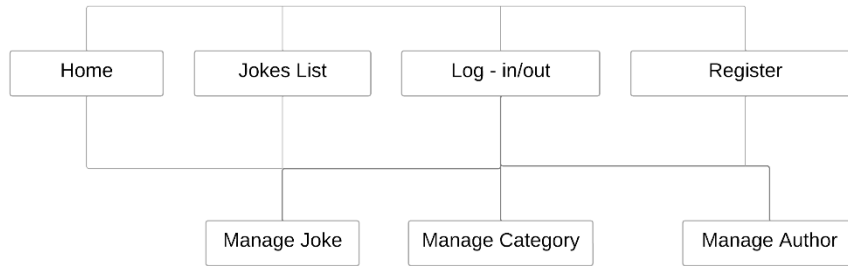 Home
Jokes List
Log - in/out
Register
Manage Joke
Manage Category
Manage Author